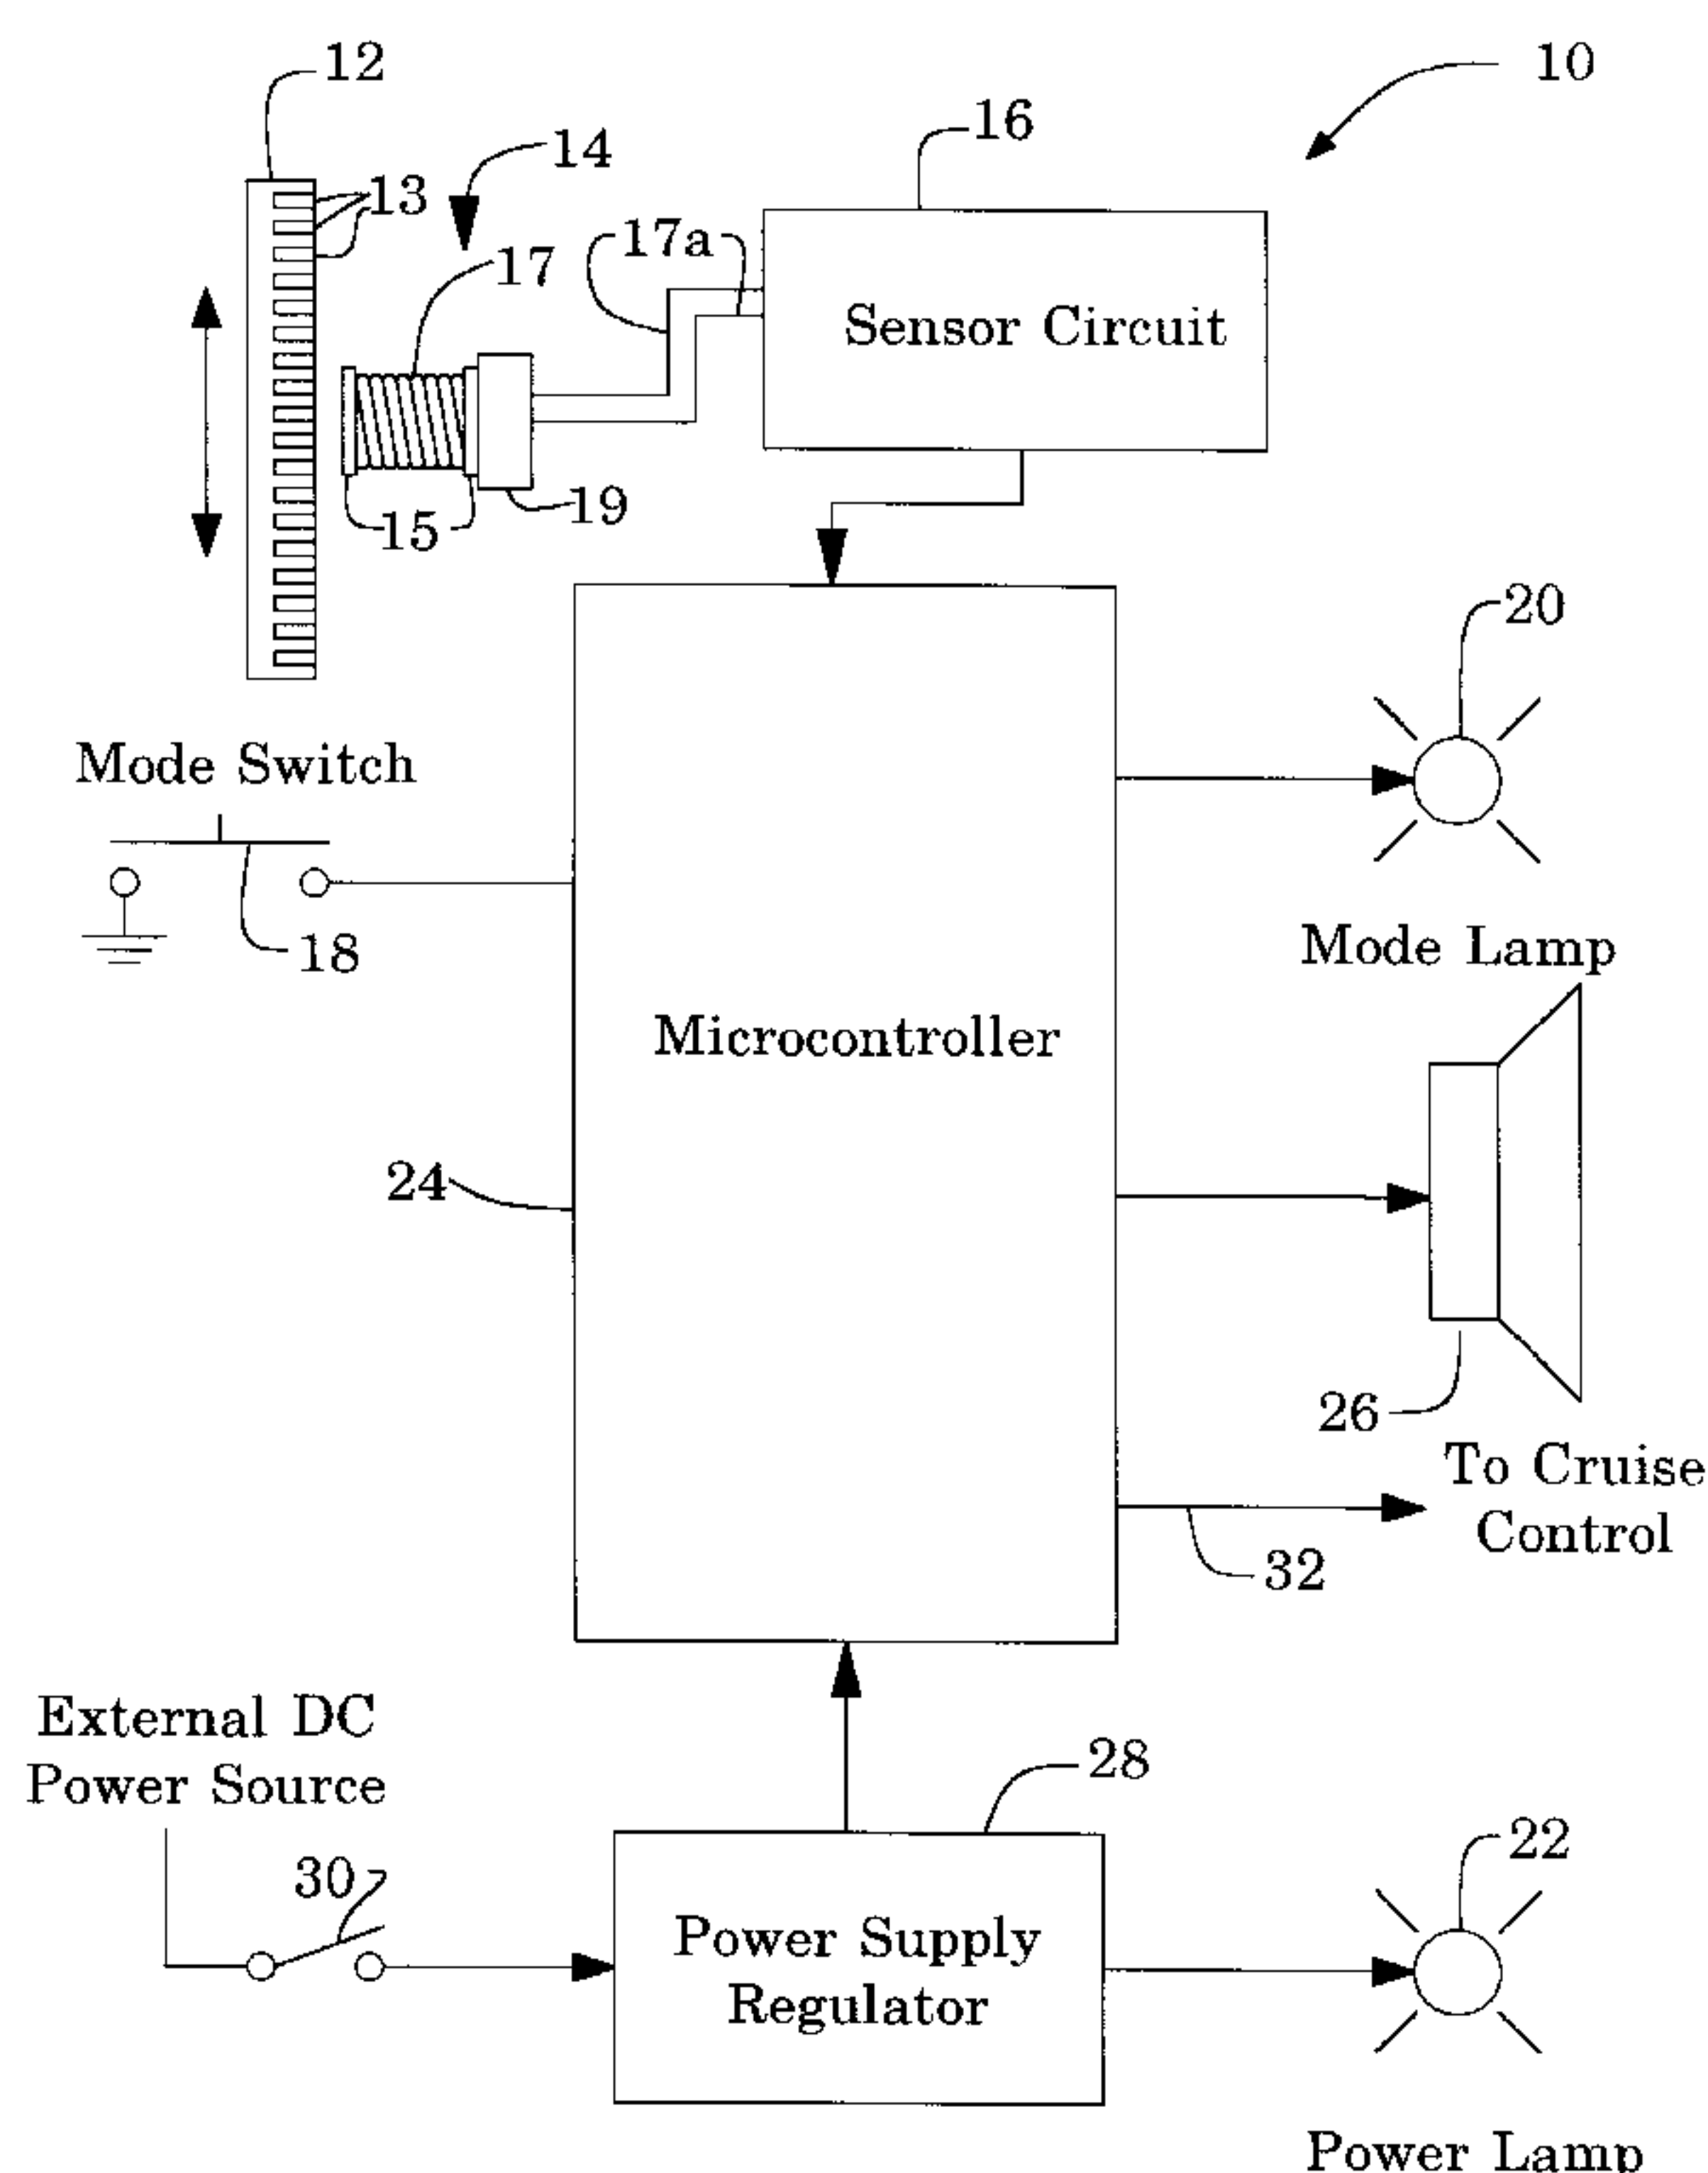 12
10
16
14
13
17a
17
Sensor Circuit
19
15
20
Mode Switch
18
Mode Lamp
Microcontroller
24
26
To Cruise
Control
32
External DC
Power Source
28
22
30
Power Supply
Regulator
Power Lamp